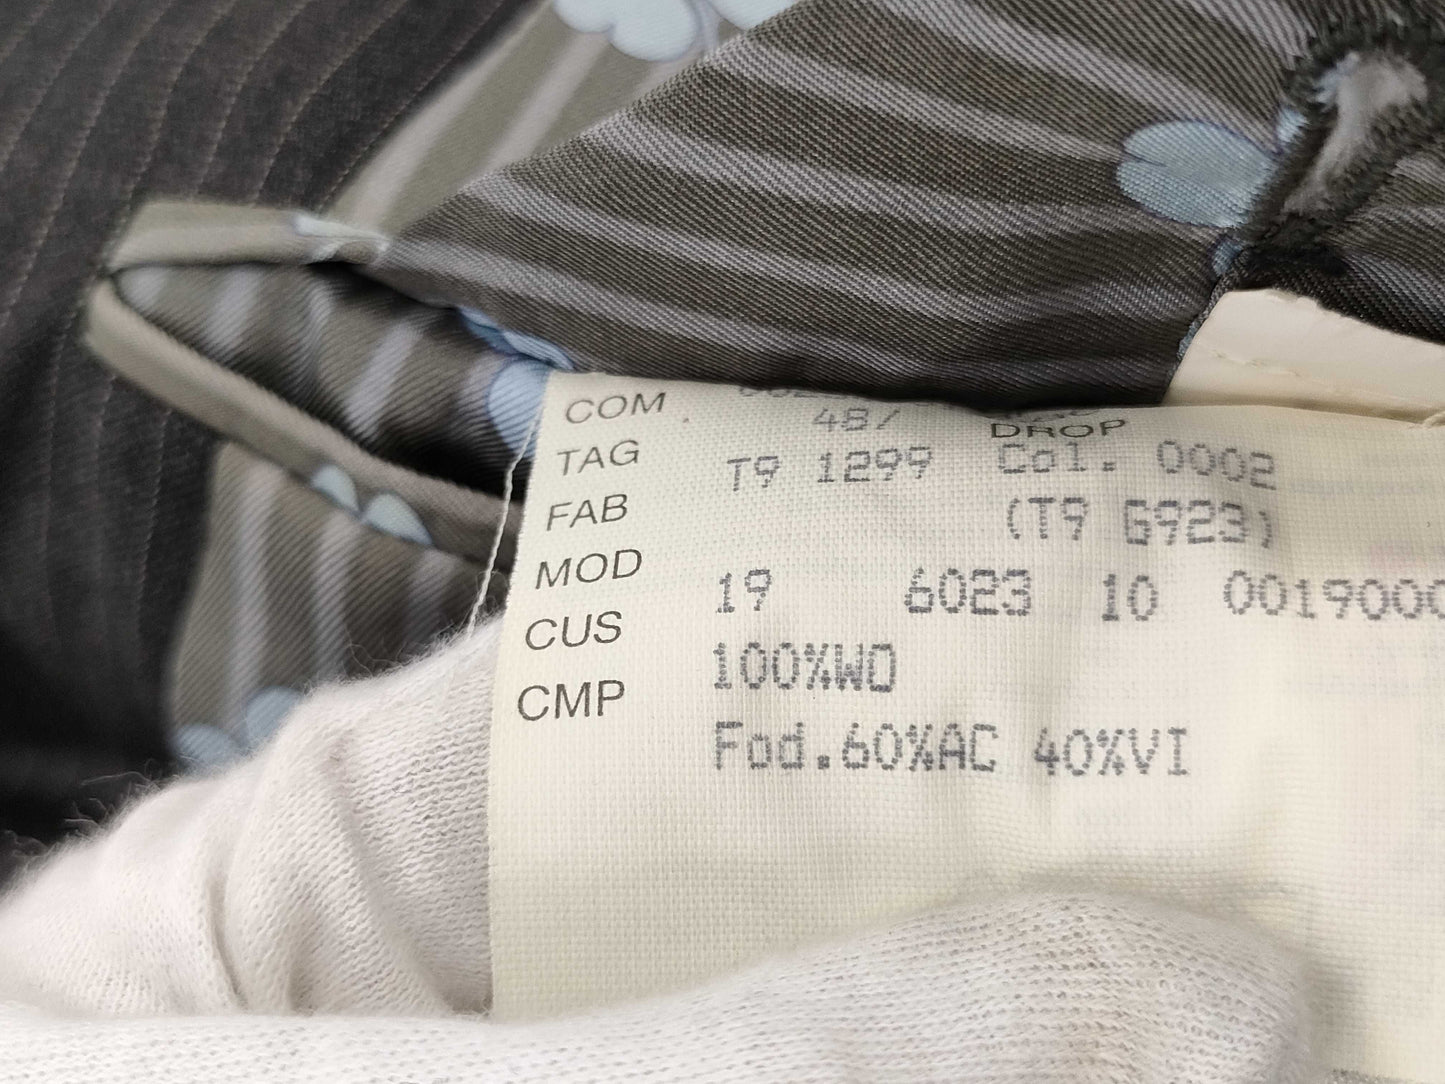 COM
TAG 48/ DROP
FAB T9 1299 Col. 0002
(T9 G923)
MOD 19 6023 10 0019000
CUS
CMP 100%WO
Fod.60%AC 40%VI